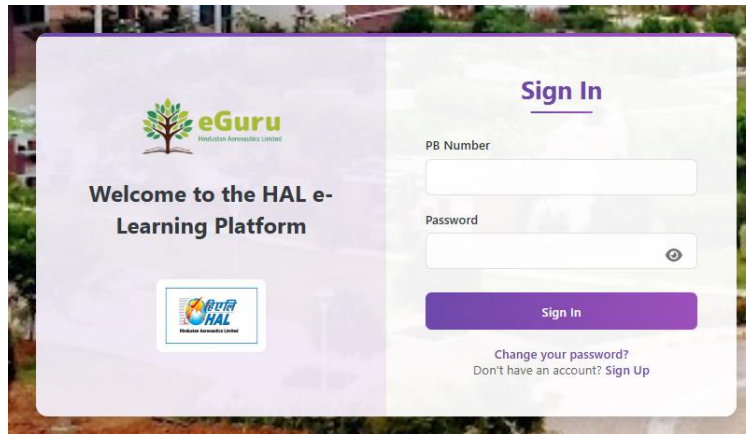 eGuru
Hindustan Aeronautics Limited
Welcome to the HAL e-
Learning Platform
हिएलि
HAL
Hindustan Aeronautics Limited
Sign In
PB Number
Password
Sign In
Change your password?
Don't have an account? Sign Up